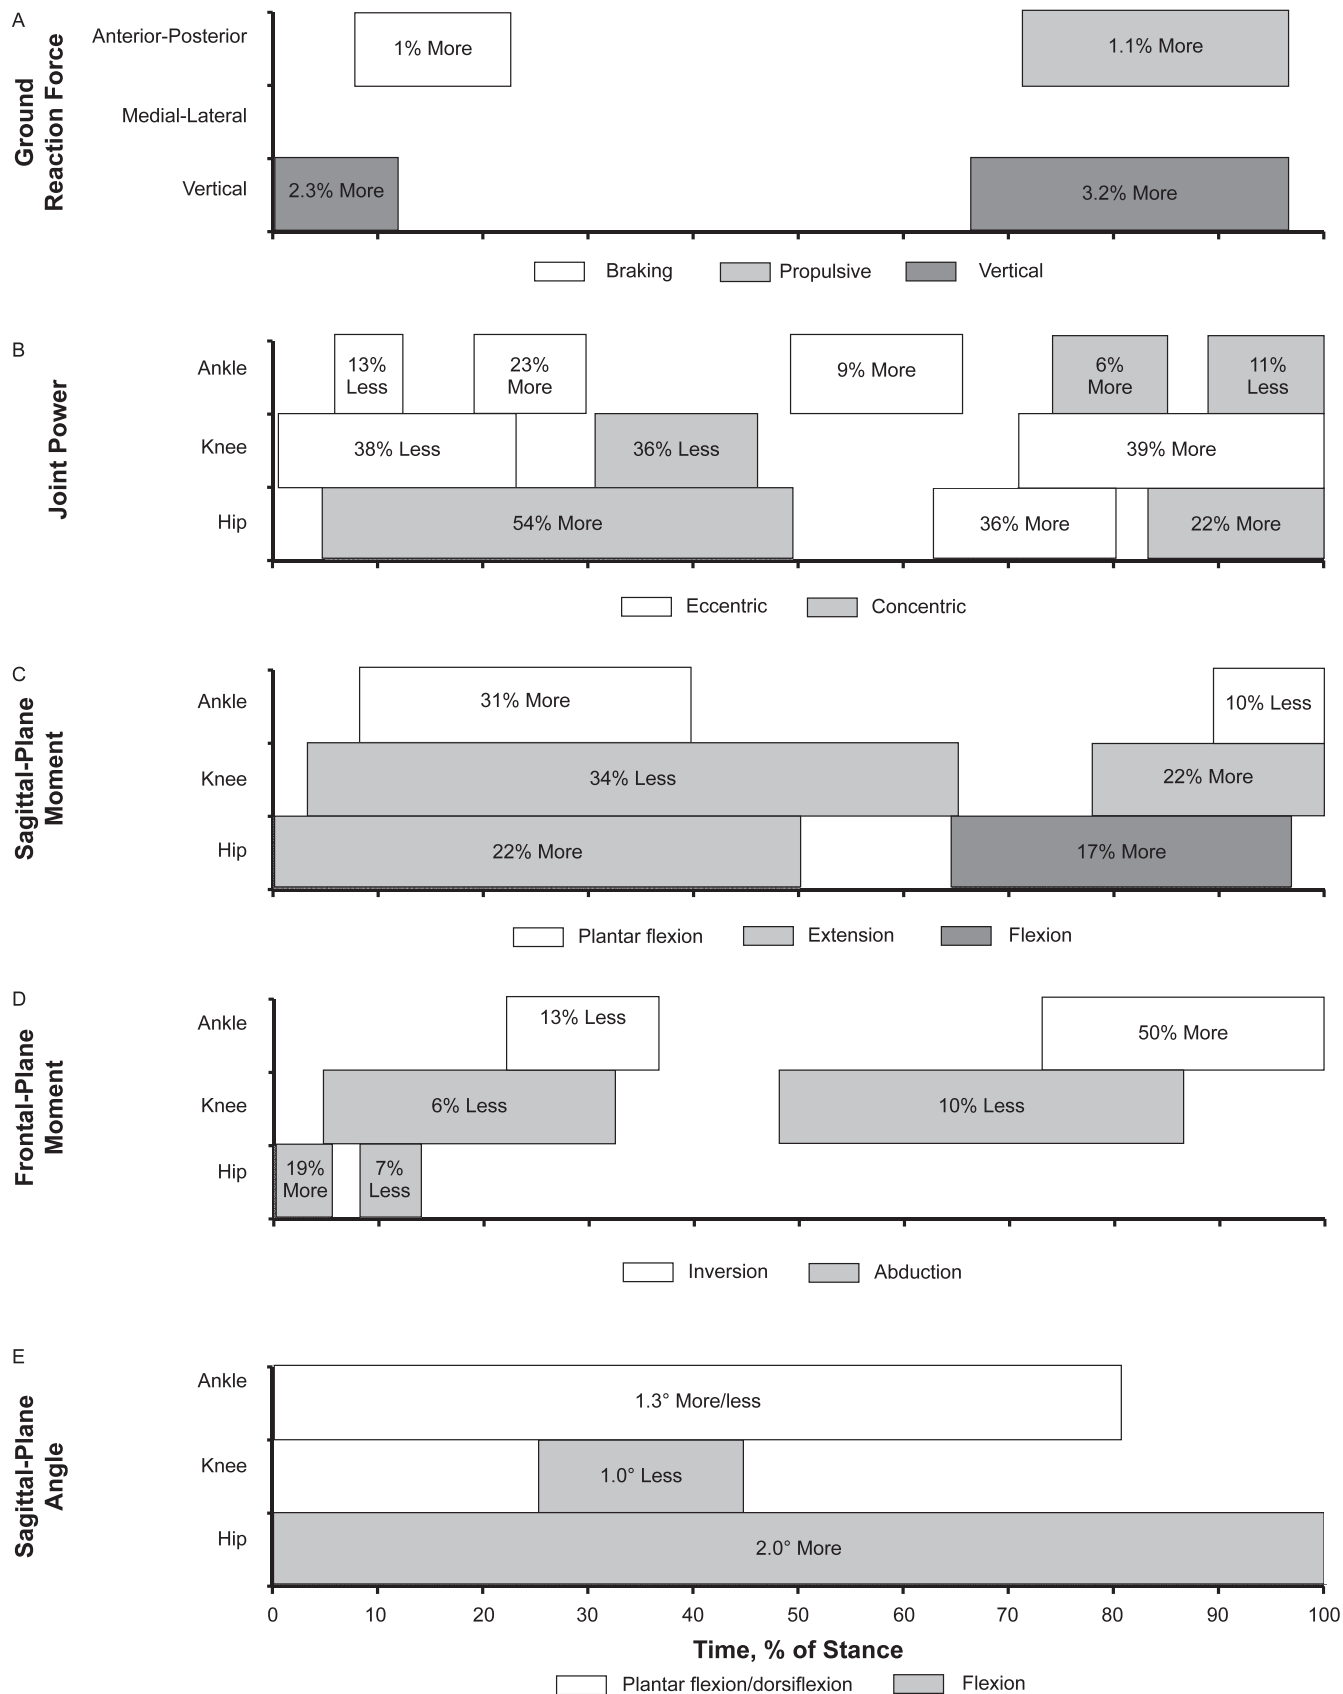 A
Ground
Reaction Force
Anterior-Posterior
1% More
1.1% More
Medial-Lateral
Vertical
2.3% More
3.2% More
Braking
Propulsive
Vertical
B
Joint Power
Ankle
13%
Less
23%
More
9% More
6%
More
11%
Less
Knee
38% Less
36% Less
39% More
Hip
54% More
36% More
22% More
Eccentric
Concentric
C
Sagittal-Plane
Moment
Ankle
31% More
10% Less
Knee
34% Less
22% More
Hip
22% More
17% More
Plantar flexion
Extension
Flexion
D
Frontal-Plane
Moment
Ankle
13% Less
50% More
Knee
6% Less
10% Less
Hip
19%
More
7%
Less
Inversion
Abduction
E
Sagittal-Plane
Angle
Ankle
1.3° More/less
Knee
1.0° Less
Hip
2.0° More
0 10 20 30 40 50 60 70 80 90 100
Time, % of Stance
Plantar flexion/dorsiflexion
Flexion